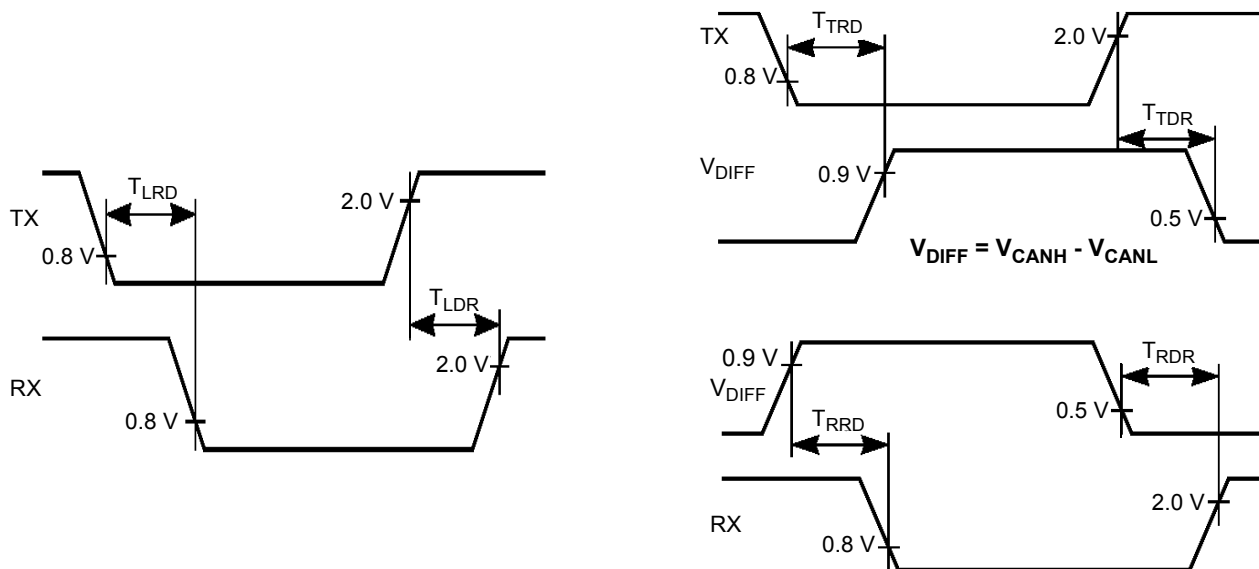 TX
T_LRD
0.8 V
2.0 V
T_LDR
RX
0.8 V
2.0 V
TX
T_TRD
0.8 V
2.0 V
T_TDR
V_DIFF
0.9 V
0.5 V
V_DIFF = V_CANH - V_CANL
0.9 V
V_DIFF
T_RRD
0.5 V
T_RDR
RX
0.8 V
2.0 V